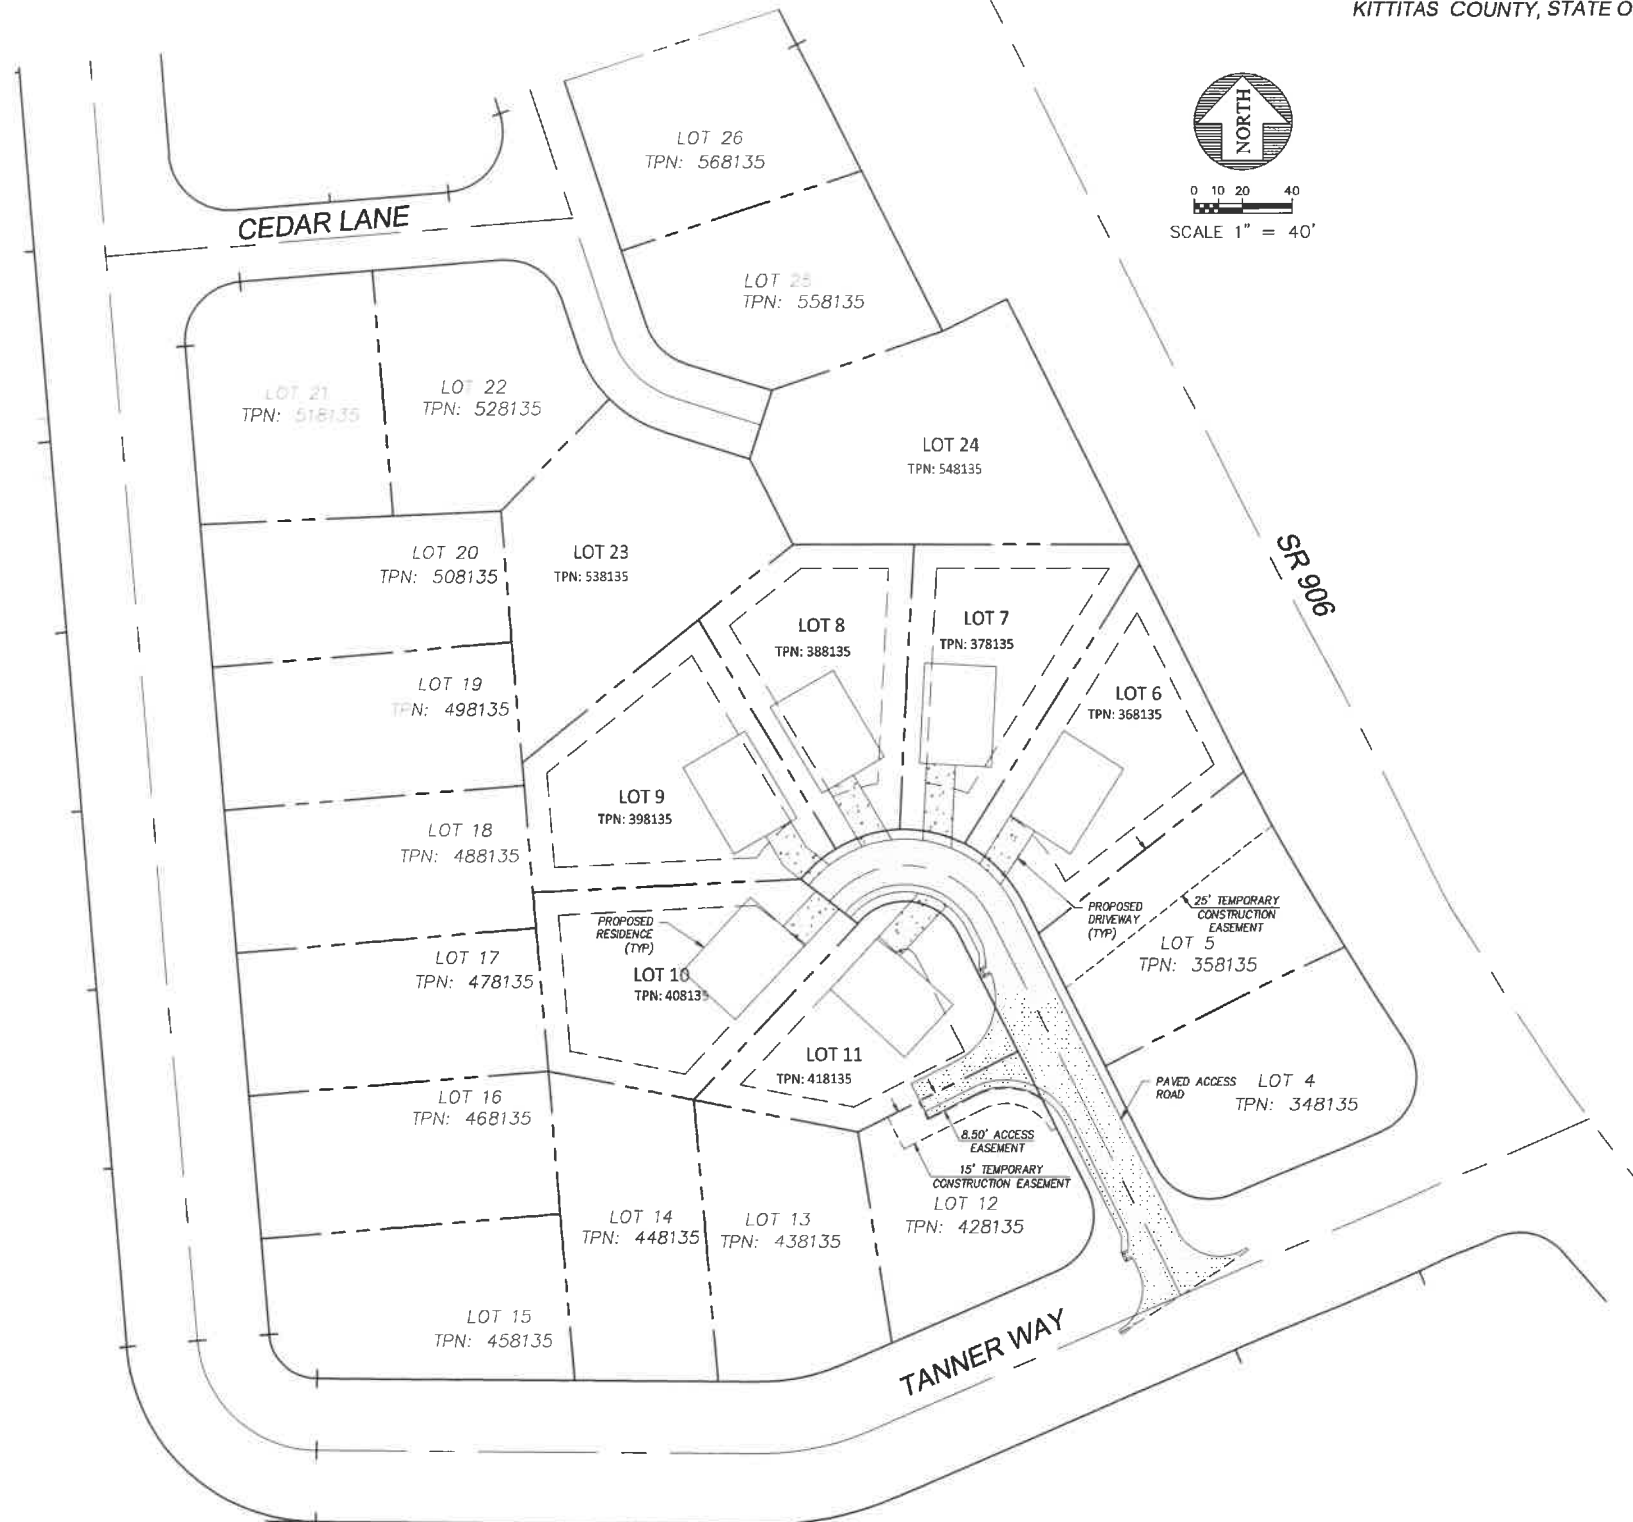 KITTITAS COUNTY, STATE O
NORTH
0 10 20 40
SCALE 1" = 40'
LOT 26
TPN: 568135
CEDAR LANE
LOT 25
TPN: 558135
LOT 21
TPN: 518135
LOT 22
TPN: 528135
LOT 24
TPN: 548135
LOT 20
TPN: 508135
LOT 23
TPN: 538135
SR 906
LOT 8
TPN: 388135
LOT 7
TPN: 378135
LOT 19
TPN: 498135
LOT 6
TPN: 368135
LOT 9
TPN: 398135
LOT 18
TPN: 488135
PROPOSED
RESIDENCE
(TYP)
PROPOSED
DRIVEWAY
(TYP)
25' TEMPORARY
CONSTRUCTION
EASEMENT
LOT 5
TPN: 358135
LOT 17
TPN: 478135
LOT 10
TPN: 408135
LOT 11
TPN: 418135
PAVED ACCESS
ROAD
LOT 4
TPN: 348135
LOT 16
TPN: 468135
8.50' ACCESS
EASEMENT
15' TEMPORARY
CONSTRUCTION EASEMENT
LOT 12
TPN: 428135
LOT 14
TPN: 448135
LOT 13
TPN: 438135
LOT 15
TPN: 458135
TANNER WAY